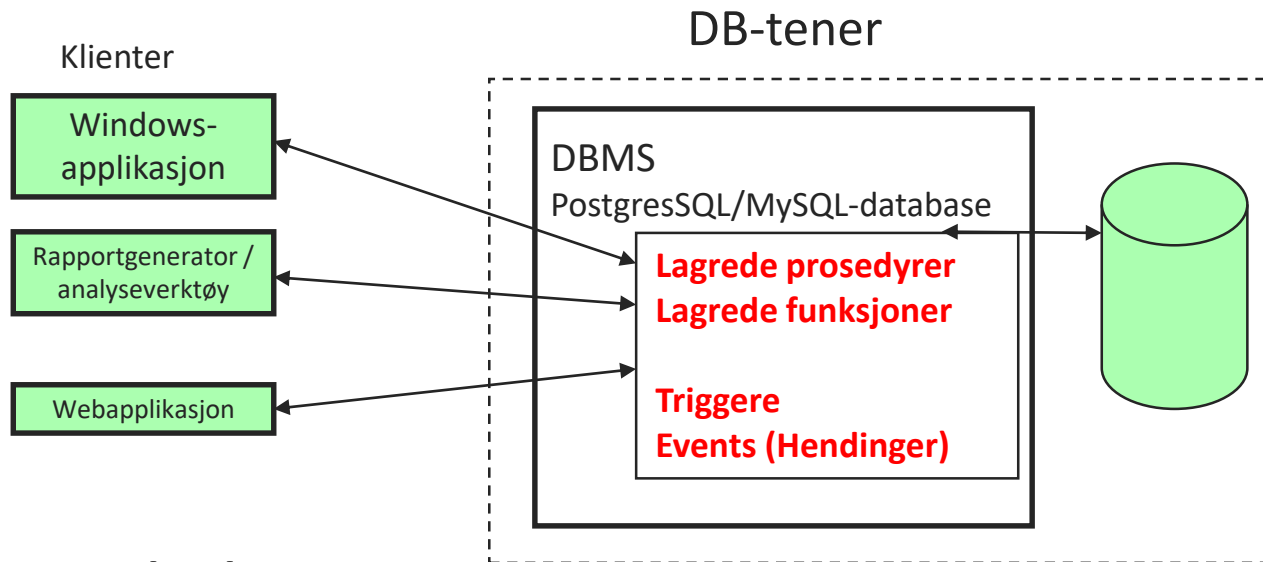 DB-tener
Klienter
Windows-
applikasjon
Rapportgenerator /
analyseverktøy
Webapplikasjon
DBMS
PostgresSQL/MySQL-database
Lagrede prosedyrer
Lagrede funksjoner
Triggere
Events (Hendinger)